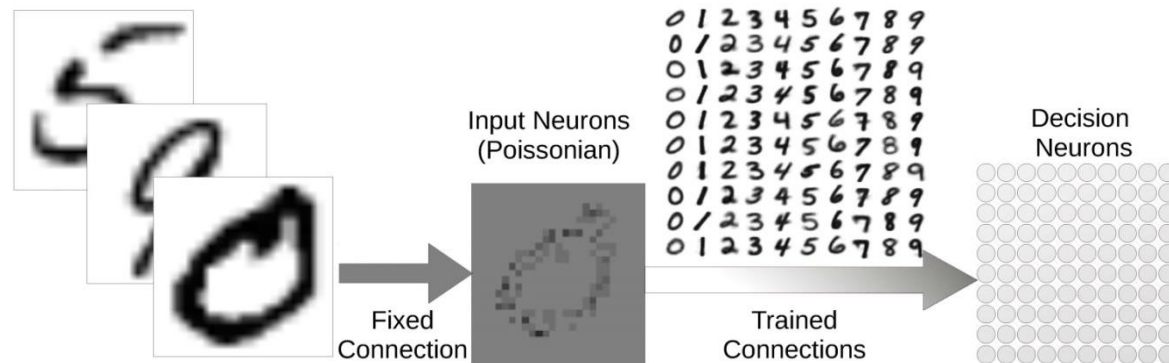 5
9
0
Fixed
Connection
Input Neurons
(Poissonian)
0 1 2 3 4 5 6 7 8 9
0 1 2 3 4 5 6 7 8 9
0 1 2 3 4 5 6 7 8 9
0 1 2 3 4 5 6 7 8 9
0 1 2 3 4 5 6 7 8 9
0 1 2 3 4 5 6 7 8 9
0 1 2 3 4 5 6 7 8 9
0 1 2 3 4 5 6 7 8 9
0 1 2 3 4 5 6 7 8 9
0 1 2 3 4 5 6 7 8 9
Trained
Connections
Decision
Neurons